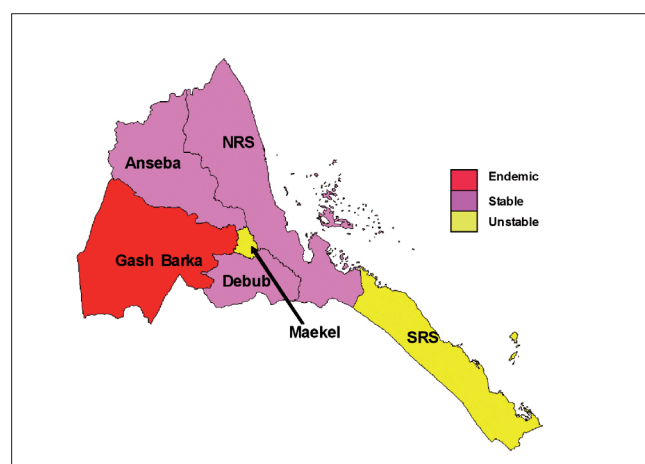 NRS
Anseba
Endemic
Stable
Unstable
Gash Barka
Debub
Maekel
SRS